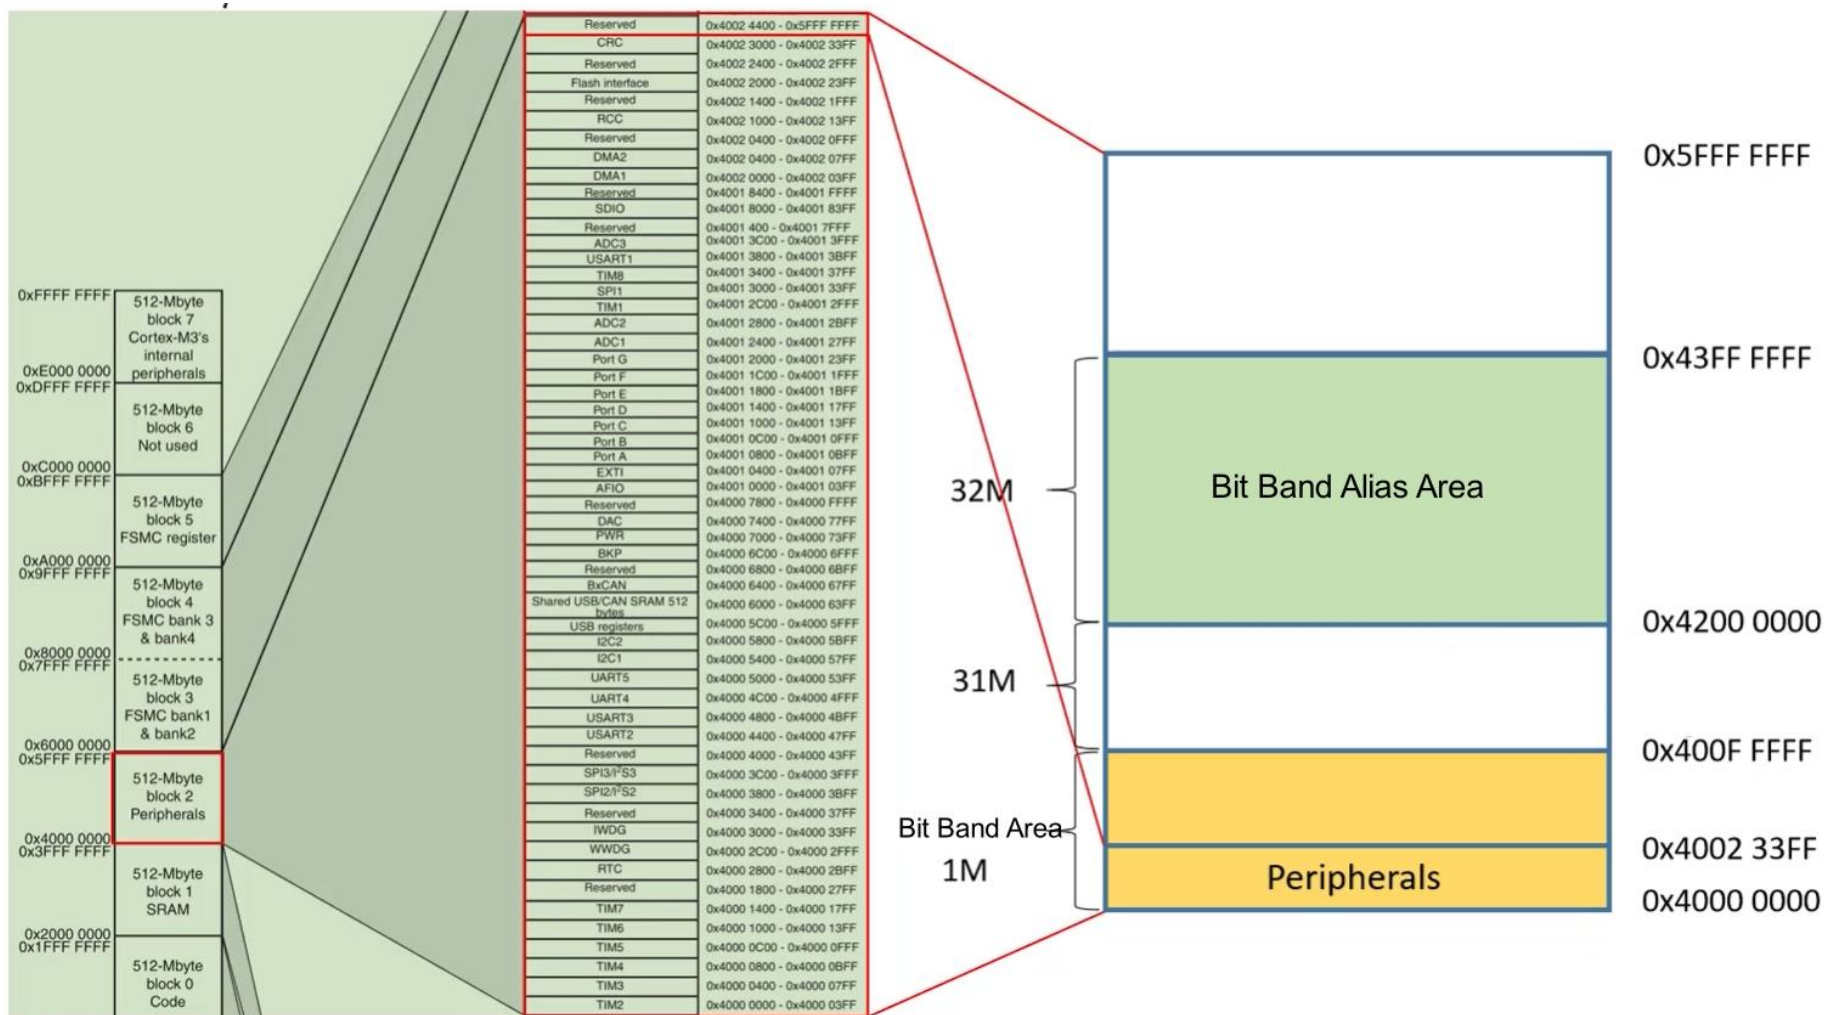 0xFFFF FFFF
512-Mbyte
block 7
Cortex-M3's
internal
peripherals
0xE000 0000
0xDFFF FFFF
512-Mbyte
block 6
Not used
0xC000 0000
0xBFFF FFFF
512-Mbyte
block 5
FSMC register
0xA000 0000
0x9FFF FFFF
512-Mbyte
block 4
FSMC bank 3
& bank4
0x8000 0000
0x7FFF FFFF
512-Mbyte
block 3
FSMC bank1
& bank2
0x6000 0000
0x5FFF FFFF
512-Mbyte
block 2
Peripherals
0x4000 0000
0x3FFF FFFF
512-Mbyte
block 1
SRAM
0x2000 0000
0x1FFF FFFF
512-Mbyte
block 0
Code
Reserved 0x4002 4400 - 0x5FFF FFFF
CRC 0x4002 3000 - 0x4002 33FF
Reserved 0x4002 2400 - 0x4002 2FFF
Flash interface 0x4002 2000 - 0x4002 23FF
Reserved 0x4002 1400 - 0x4002 1FFF
RCC 0x4002 1000 - 0x4002 13FF
Reserved 0x4002 0400 - 0x4002 0FFF
DMA2 0x4002 0400 - 0x4002 07FF
DMA1 0x4002 0000 - 0x4002 03FF
Reserved 0x4001 8400 - 0x4001 FFFF
SDIO 0x4001 8000 - 0x4001 83FF
Reserved 0x4001 400 - 0x4001 7FFF
ADC3 0x4001 3C00 - 0x4001 3FFF
USART1 0x4001 3800 - 0x4001 3BFF
TIM8 0x4001 3400 - 0x4001 37FF
SPI1 0x4001 3000 - 0x4001 33FF
TIM1 0x4001 2C00 - 0x4001 2FFF
ADC2 0x4001 2800 - 0x4001 2BFF
ADC1 0x4001 2400 - 0x4001 27FF
Port G 0x4001 2000 - 0x4001 23FF
Port F 0x4001 1C00 - 0x4001 1FFF
Port E 0x4001 1800 - 0x4001 1BFF
Port D 0x4001 1400 - 0x4001 17FF
Port C 0x4001 1000 - 0x4001 13FF
Port B 0x4001 0C00 - 0x4001 0FFF
Port A 0x4001 0800 - 0x4001 0BFF
EXTI 0x4001 0400 - 0x4001 07FF
AFIO 0x4001 0000 - 0x4001 03FF
Reserved 0x4000 7800 - 0x4000 FFFF
DAC 0x4000 7400 - 0x4000 77FF
PWR 0x4000 7000 - 0x4000 73FF
BKP 0x4000 6C00 - 0x4000 6FFF
Reserved 0x4000 6800 - 0x4000 6BFF
BxCAN 0x4000 6400 - 0x4000 67FF
Shared USB/CAN SRAM 512
bytes 0x4000 6000 - 0x4000 63FF
USB registers 0x4000 5C00 - 0x4000 5FFF
I2C2 0x4000 5800 - 0x4000 5BFF
I2C1 0x4000 5400 - 0x4000 57FF
UART5 0x4000 5000 - 0x4000 53FF
UART4 0x4000 4C00 - 0x4000 4FFF
USART3 0x4000 4800 - 0x4000 4BFF
USART2 0x4000 4400 - 0x4000 47FF
Reserved 0x4000 4000 - 0x4000 43FF
SPI3/I²S3 0x4000 3C00 - 0x4000 3FFF
SPI2/I²S2 0x4000 3800 - 0x4000 3BFF
Reserved 0x4000 3400 - 0x4000 37FF
IWDG 0x4000 3000 - 0x4000 33FF
WWDG 0x4000 2C00 - 0x4000 2FFF
RTC 0x4000 2800 - 0x4000 2BFF
Reserved 0x4000 1800 - 0x4000 27FF
TIM7 0x4000 1400 - 0x4000 17FF
TIM6 0x4000 1000 - 0x4000 13FF
TIM5 0x4000 0C00 - 0x4000 0FFF
TIM4 0x4000 0800 - 0x4000 0BFF
TIM3 0x4000 0400 - 0x4000 07FF
TIM2 0x4000 0000 - 0x4000 03FF
0x5FFF FFFF
0x43FF FFFF
32M
Bit Band Alias Area
0x4200 0000
31M
0x400F FFFF
Bit Band Area
1M
0x4002 33FF
Peripherals
0x4000 0000